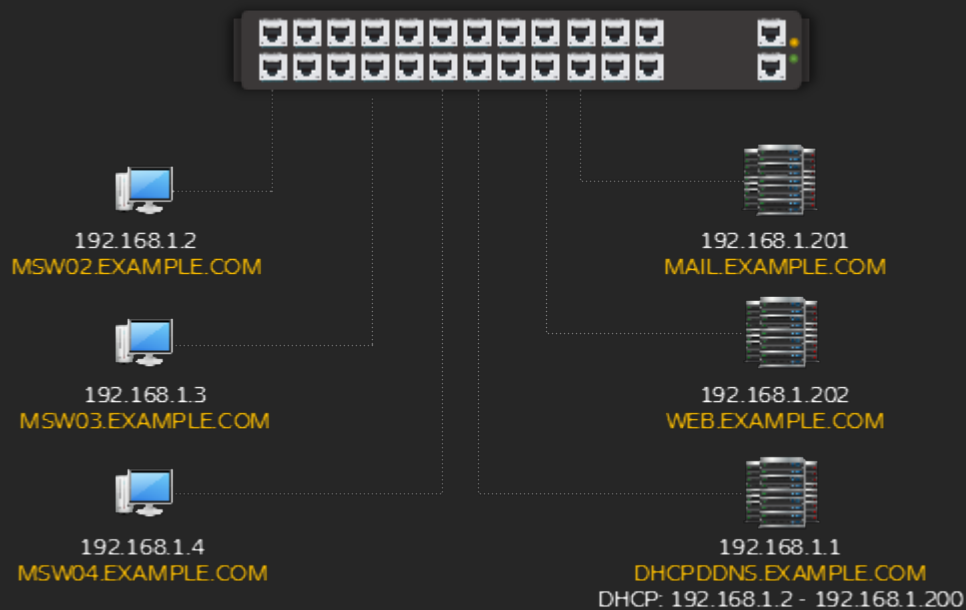 192.168.1.2
MSW02.EXAMPLE.COM
192.168.1.201
MAIL.EXAMPLE.COM
192.168.1.3
MSW03.EXAMPLE.COM
192.168.1.202
WEB.EXAMPLE.COM
192.168.1.4
MSW04.EXAMPLE.COM
192.168.1.1
DHCPDDNS.EXAMPLE.COM
DHCP: 192.168.1.2 - 192.168.1.200